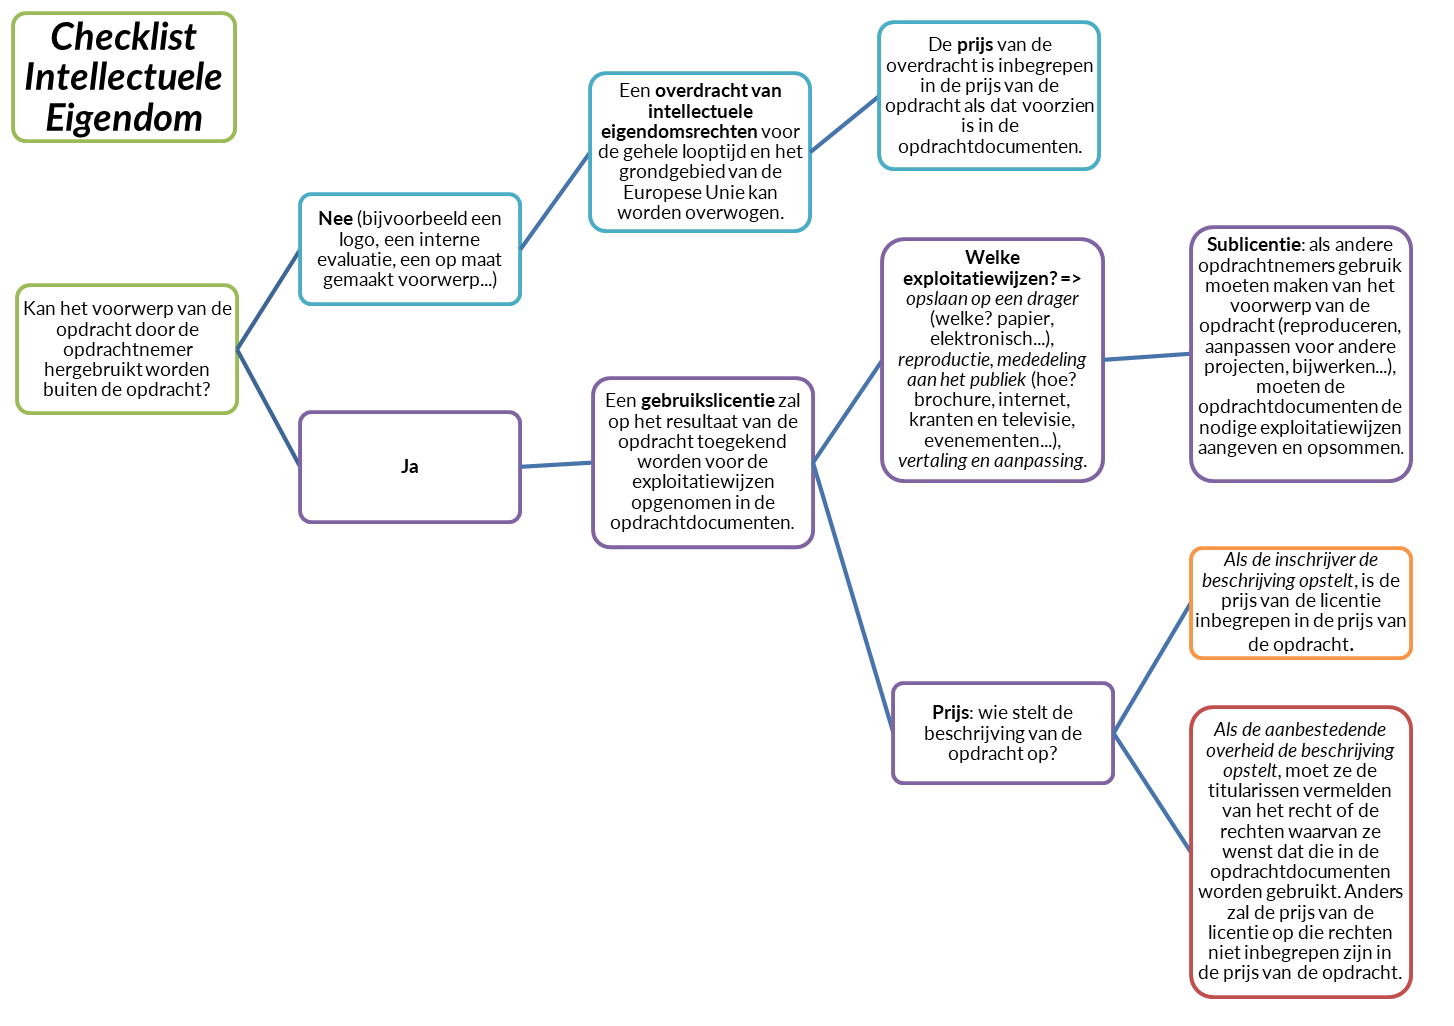 Checklist
Intellectuele
Eigendom
Kan het voorwerp van de
opdracht door de
opdrachtnemer
hergebruikt worden
buiten de opdracht?
Nee (bijvoorbeeld een
logo, een interne
evaluatie, een op maat
gemaakt voorwerp...)
Een overdracht van
intellectuele
eigendomsrechten voor
de gehele looptijd en het
grondgebied van de
Europese Unie kan
worden overwogen.
De prijs van de
overdracht is inbegrepen
in de prijs van de
opdracht als dat voorzien
is in de
opdrachtdocumenten.
Ja
Een gebruikslicentie zal
op het resultaat van de
opdracht toegekend
worden voor de
exploitatiewijzen
opgenomen in de
opdrachtdocumenten.
Welke
exploitatiewijzen? =>
opslaan op een drager
(welke? papier,
elektronisch...),
reproductie, mededeling
aan het publiek (hoe?
brochure, internet,
kranten en televisie,
evenementen...),
vertaling en aanpassing.
Sublicentie: als andere
opdrachtnemers gebruik
moeten maken van het
voorwerp van de
opdracht (reproduceren,
aanpassen voor andere
projecten, bijwerken...),
moeten de
opdrachtdocumenten de
nodige exploitatiewijzen
aangeven en opsommen.
Prijs: wie stelt de
beschrijving van de
opdracht op?
Als de inschrijver de
beschrijving opstelt, is de
prijs van de licentie
inbegrepen in de prijs van
de opdracht.
Als de aanbestedende
overheid de beschrijving
opstelt, moet ze de
titularissen vermelden
van het recht of de
rechten waarvan ze
wenst dat die in de
opdrachtdocumenten
worden gebruikt. Anders
zal de prijs van de
licentie op die rechten
niet inbegrepen zijn in
de prijs van de opdracht.